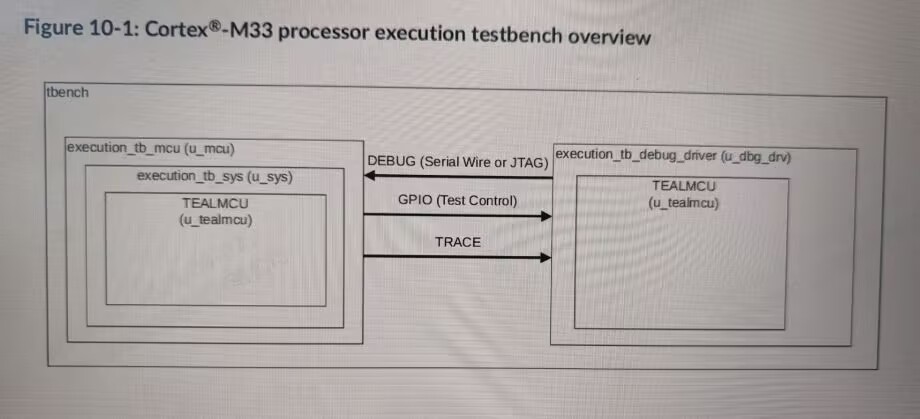 Figure 10-1: Cortex®-M33 processor execution testbench overview
tbench
execution_tb_mcu (u_mcu)
execution_tb_sys (u_sys)
TEALMCU
(u_tealmcu)
DEBUG (Serial Wire or JTAG)
GPIO (Test Control)
TRACE
execution_tb_debug_driver (u_dbg_drv)
TEALMCU
(u_tealmcu)